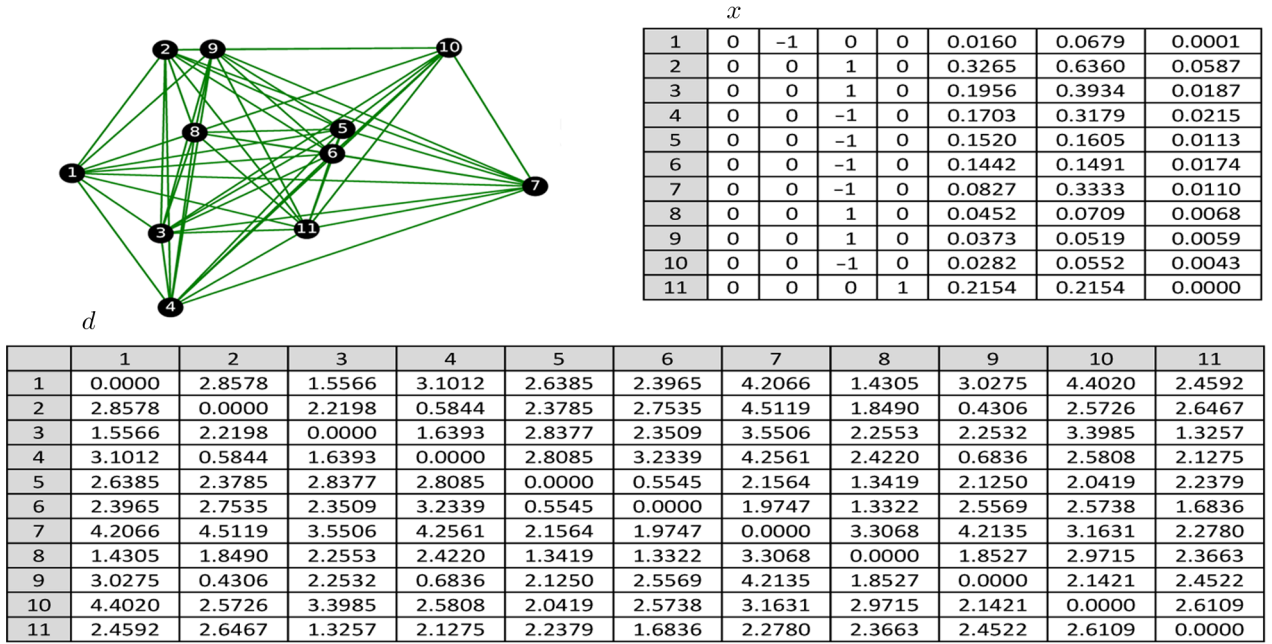 x
2 9 10
8 5
6
1 7
3 11
4
1 0 −1 0 0 0.0160 0.0679 0.0001
2 0 0 1 0 0.3265 0.6360 0.0587
3 0 0 1 0 0.1956 0.3934 0.0187
4 0 0 −1 0 0.1703 0.3179 0.0215
5 0 0 −1 0 0.1520 0.1605 0.0113
6 0 0 −1 0 0.1442 0.1491 0.0174
7 0 0 −1 0 0.0827 0.3333 0.0110
8 0 0 1 0 0.0452 0.0709 0.0068
9 0 0 1 0 0.0373 0.0519 0.0059
10 0 0 −1 0 0.0282 0.0552 0.0043
11 0 0 0 1 0.2154 0.2154 0.0000
d
1 2 3 4 5 6 7 8 9 10 11
1 0.0000 2.8578 1.5566 3.1012 2.6385 2.3965 4.2066 1.4305 3.0275 4.4020 2.4592
2 2.8578 0.0000 2.2198 0.5844 2.3785 2.7535 4.5119 1.8490 0.4306 2.5726 2.6467
3 1.5566 2.2198 0.0000 1.6393 2.8377 2.3509 3.5506 2.2553 2.2532 3.3985 1.3257
4 3.1012 0.5844 1.6393 0.0000 2.8085 3.2339 4.2561 2.4220 0.6836 2.5808 2.1275
5 2.6385 2.3785 2.8377 2.8085 0.0000 0.5545 2.1564 1.3419 2.1250 2.0419 2.2379
6 2.3965 2.7535 2.3509 3.2339 0.5545 0.0000 1.9747 1.3322 2.5569 2.5738 1.6836
7 4.2066 4.5119 3.5506 4.2561 2.1564 1.9747 0.0000 3.3068 4.2135 3.1631 2.2780
8 1.4305 1.8490 2.2553 2.4220 1.3419 1.3322 3.3068 0.0000 1.8527 2.9715 2.3663
9 3.0275 0.4306 2.2532 0.6836 2.1250 2.5569 4.2135 1.8527 0.0000 2.1421 2.4522
10 4.4020 2.5726 3.3985 2.5808 2.0419 2.5738 3.1631 2.9715 2.1421 0.0000 2.6109
11 2.4592 2.6467 1.3257 2.1275 2.2379 1.6836 2.2780 2.3663 2.4522 2.6109 0.0000